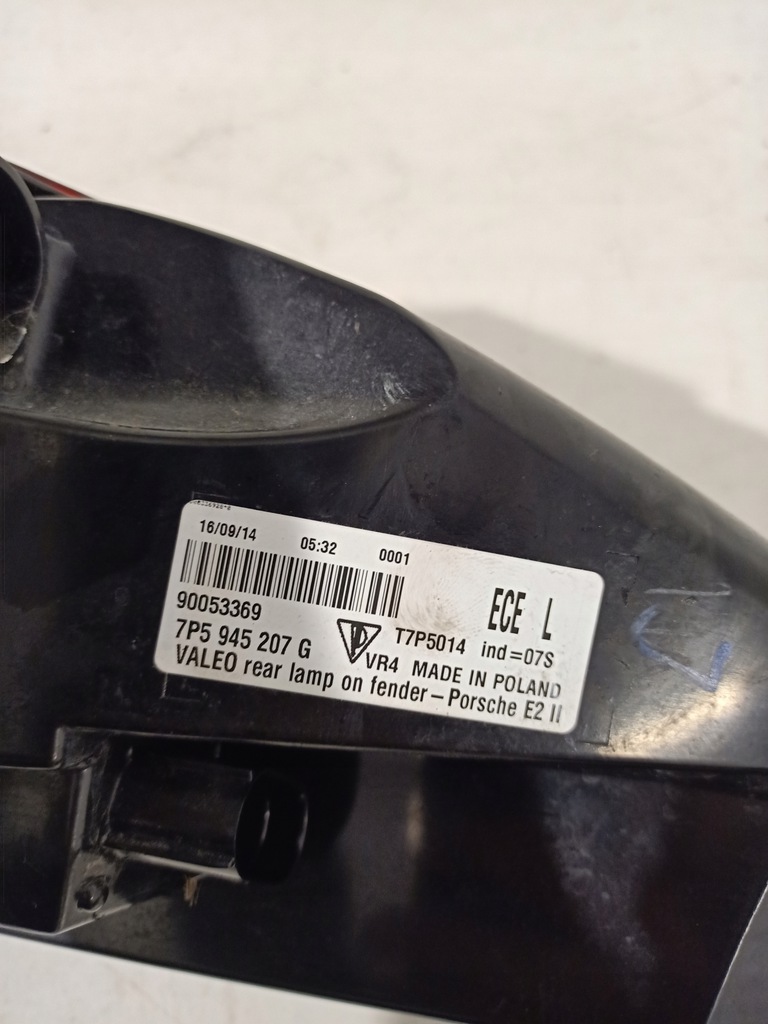 16/09/14 05:32 0001
90053369 ECE L
7P5 945 207 G T7P5014 ind=07S
VR4 MADE IN POLAND
VALEO rear lamp on fender – Porsche E2 II